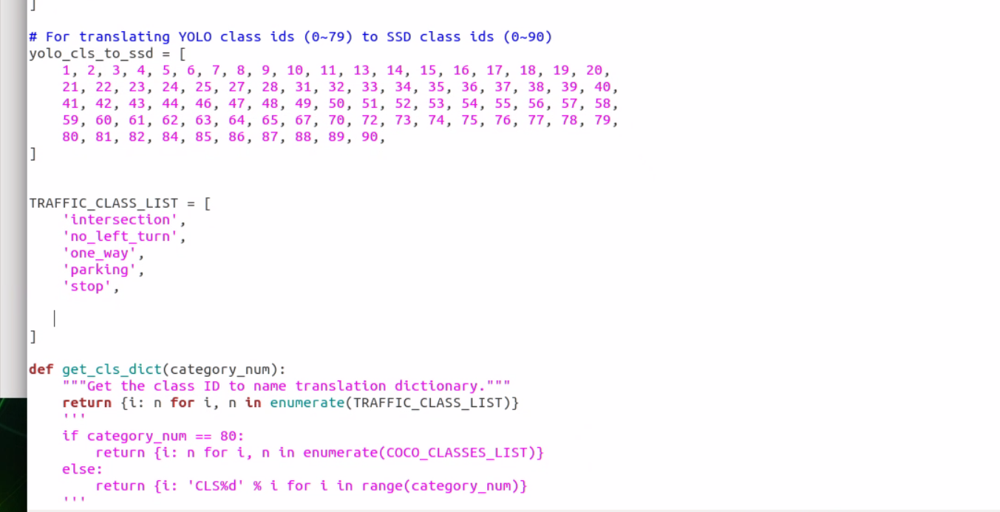 ]
# For translating YOLO class ids (0~79) to SSD class ids (0~90)
yolo_cls_to_ssd = [
    1, 2, 3, 4, 5, 6, 7, 8, 9, 10, 11, 13, 14, 15, 16, 17, 18, 19, 20,
    21, 22, 23, 24, 25, 27, 28, 31, 32, 33, 34, 35, 36, 37, 38, 39, 40,
    41, 42, 43, 44, 46, 47, 48, 49, 50, 51, 52, 53, 54, 55, 56, 57, 58,
    59, 60, 61, 62, 63, 64, 65, 67, 70, 72, 73, 74, 75, 76, 77, 78, 79,
    80, 81, 82, 84, 85, 86, 87, 88, 89, 90,
]
TRAFFIC_CLASS_LIST = [
    'intersection',
    'no_left_turn',
    'one_way',
    'parking',
    'stop',
]
def get_cls_dict(category_num):
    """Get the class ID to name translation dictionary."""
    return {i: n for i, n in enumerate(TRAFFIC_CLASS_LIST)}
    '''
    if category_num == 80:
        return {i: n for i, n in enumerate(COCO_CLASSES_LIST)}
    else:
        return {i: 'CLS%d' % i for i in range(category_num)}
    '''